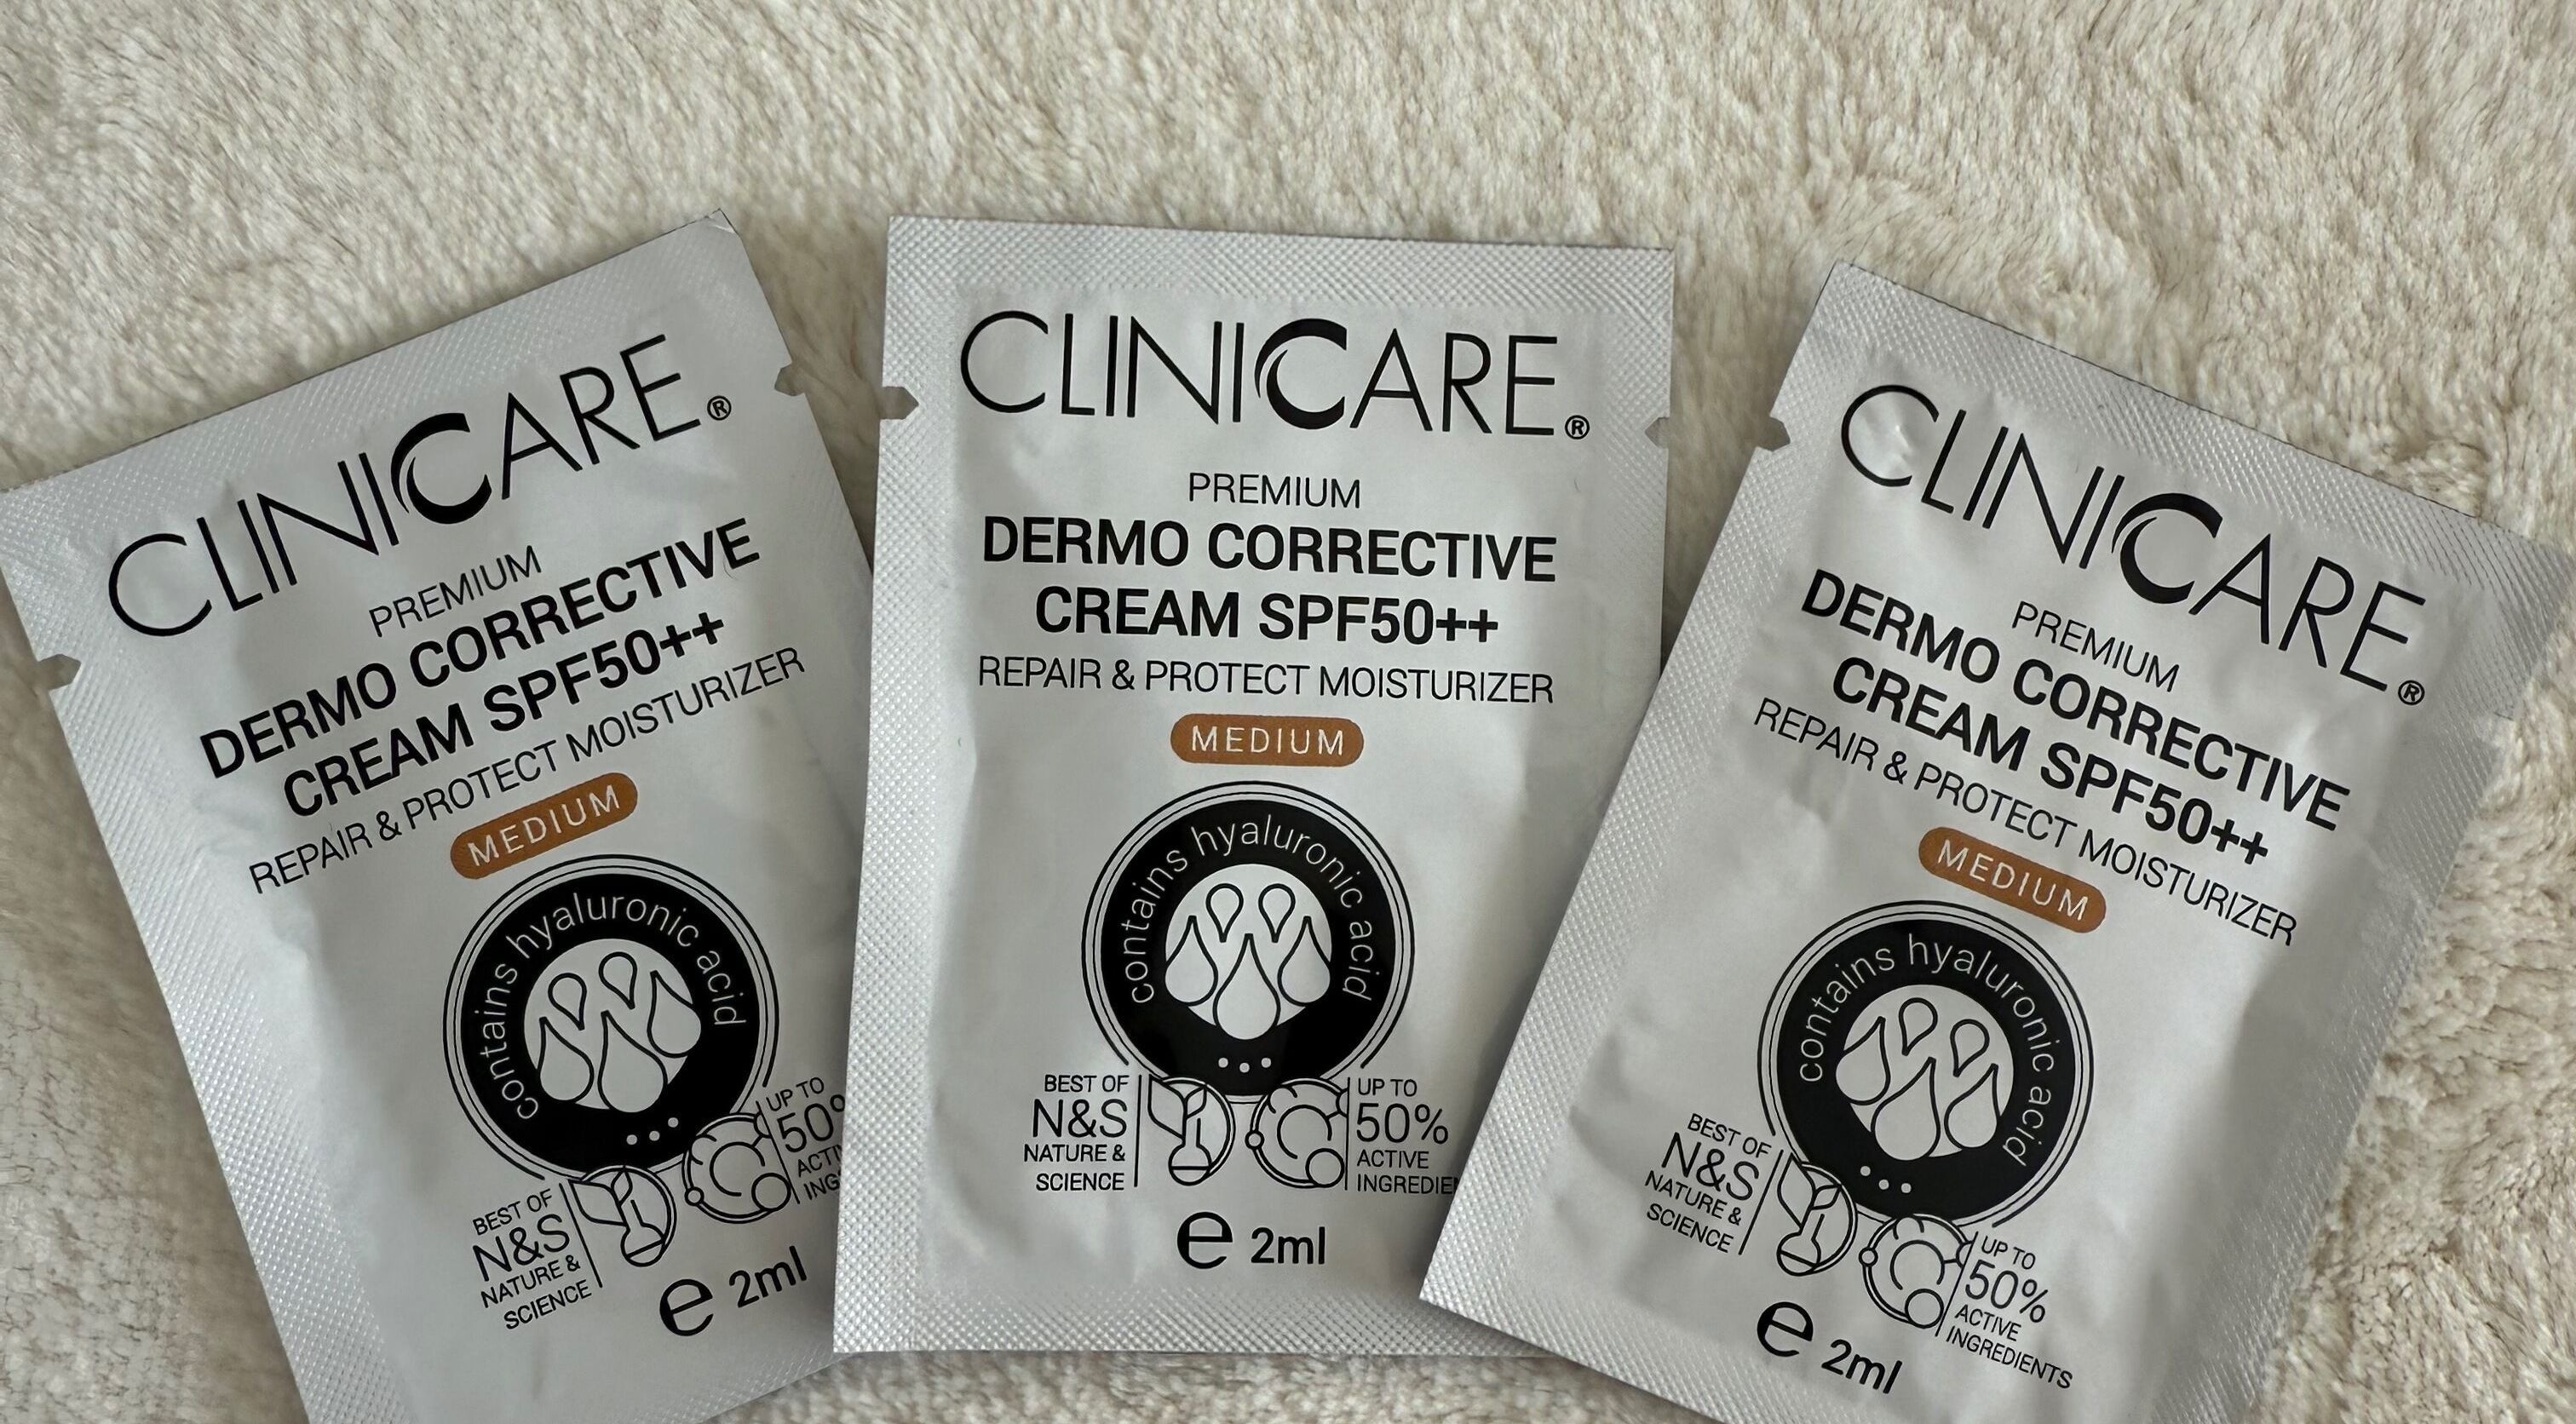 CLINICARE®
PREMIUM
DERMO CORRECTIVE
CREAM SPF50++
REPAIR & PROTECT MOISTURIZER
MEDIUM
contains hyaluronic acid
BEST OF
N&S
NATURE &
SCIENCE
UP TO
50%
e 2ml
CLINICARE®
PREMIUM
DERMO CORRECTIVE
CREAM SPF50++
REPAIR & PROTECT MOISTURIZER
MEDIUM
contains hyaluronic acid
BEST OF
N&S
NATURE &
SCIENCE
UP TO
50%
ACTIVE
e 2ml
CLINICARE®
PREMIUM
DERMO CORRECTIVE
CREAM SPF50++
REPAIR & PROTECT MOISTURIZER
MEDIUM
contains hyaluronic acid
BEST OF
N&S
NATURE &
SCIENCE
UP TO
50%
ACTIVE
INGREDIENTS
e 2ml